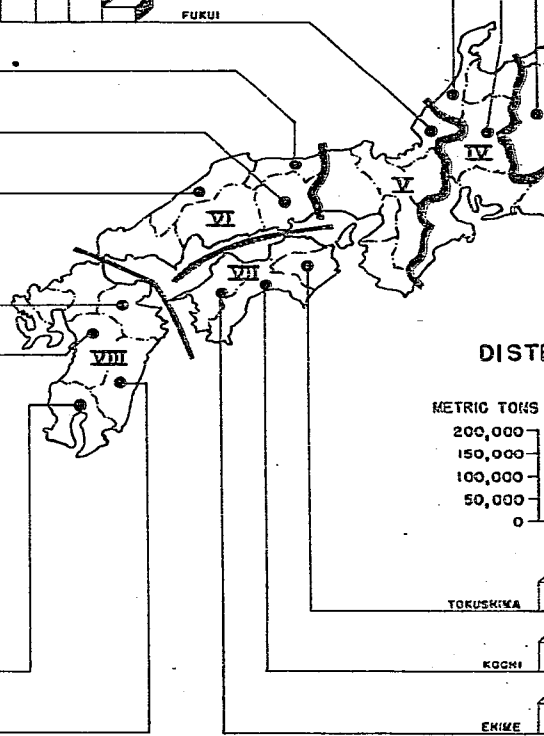 FUKUI
IV
V
VI
VII
VIII
METRIC TONS
200,000
150,000
100,000
50,000
0
TOKUSHIMA
KOCHI
EHIME